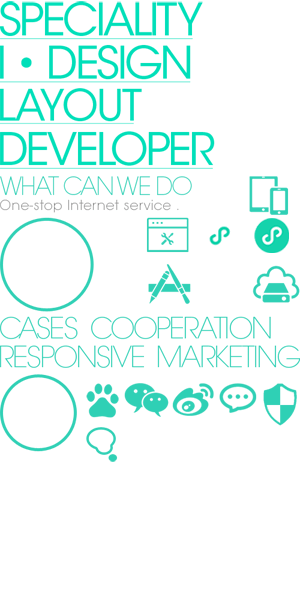 SPECIALITY
I • DESIGN
LAYOUT
DEVELOPER
WHAT CAN WE DO
One-stop Internet service .
CASES COOPERATION
RESPONSIVE MARKETING